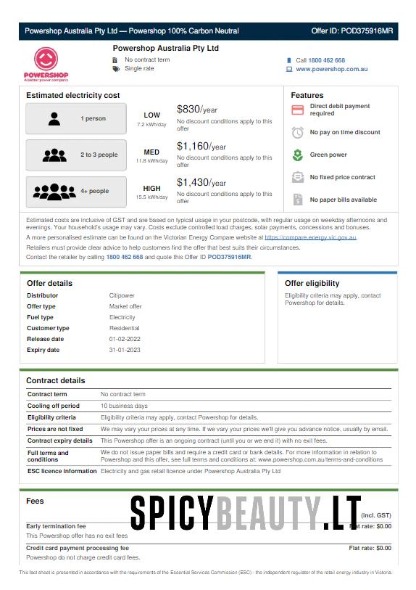 Powershop Australia Pty Ltd — Powershop 100% Carbon Neutral
Offer ID: POD375916MR
POWERSHOP
Powershop Australia Pty Ltd
No contract term
Single rate
Call 1800 462 668
www.powershop.com.au
Estimated electricity cost
1 person
LOW
$830/year
No discount conditions apply to this
offer
2 to 3 people
MED
$1,160/year
No discount conditions apply to this
offer
4+ people
HIGH
$1,430/year
No discount conditions apply to this
offer
Features
Direct debit payment
required
No pay on time discount
Green power
No fixed price contract
No paper bills available
Estimated costs are inclusive of GST and are based on typical usage in your postcode, with regular usage on weekday afternoons and
evenings. Your household's usage may vary. Costs exclude controlled load charges, solar payments, concessions and bonuses.
A more personalised estimate can be found on the Victorian Energy Compare website at https://compare.energy.vic.gov.au.
Retailers must provide clear advice to help customers find the offer that best suits their circumstances.
Contact the retailer by calling 1800 462 668 and quote this Offer ID POD375916MR.
Offer details
Distributor Citipower
Offer type Market offer
Fuel type Electricity
Customer type Residential
Release date 01-02-2022
Expiry date 31-01-2023
Offer eligibility
Eligibility criteria may apply, contact
Powershop for details.
Contract details
Contract term No contract term
Cooling off period 10 business days
Eligibility criteria Eligibility criteria may apply, contact Powershop for details.
Prices are not fixed We may vary your prices at any time. If we vary your prices we'll give you advance notice, usually by email.
Contract expiry details This Powershop offer is an ongoing contract (until you or we end it) with no exit fees.
Full terms and
conditions
We do not issue paper bills and require a credit card or bank details. For more information in relation to
Powershop and this offer, see full terms and conditions at: www.powershop.com.au/terms-and-conditions
ESC licence information Electricity and gas retail licence under Powershop Australia Pty Ltd
Fees
(incl. GST)
SPICYBEAUTY.LT
Early termination fee
rate: $0.00
This Powershop offer has no exit fees
Credit card payment processing fee
Flat rate: $0.00
Powershop do not charge credit card fees.
This fact sheet is presented in accordance with the requirements of the Essential Services Commission (ESC) - the independent regulator of the retail energy industry in Victoria.